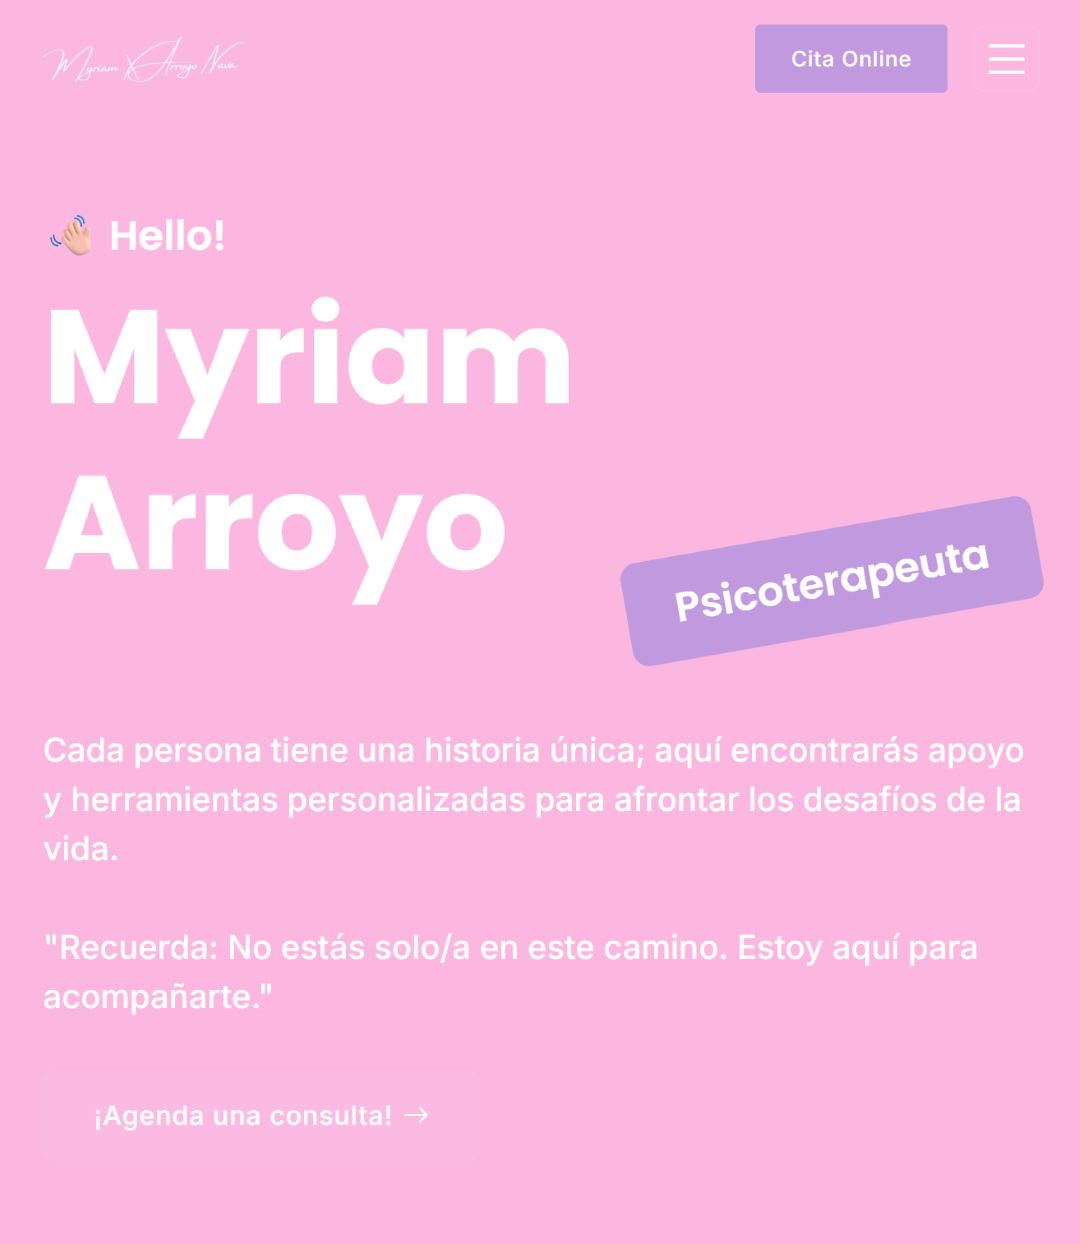 Myriam X Arroyo Nava
Cita Online
👋🏼 Hello!
Myriam
Arroyo
Psicoterapeuta
Cada persona tiene una historia única; aquí encontrarás apoyo
y herramientas personalizadas para afrontar los desafíos de la
vida.
"Recuerda: No estás solo/a en este camino. Estoy aquí para
acompañarte."
¡Agenda una consulta! →